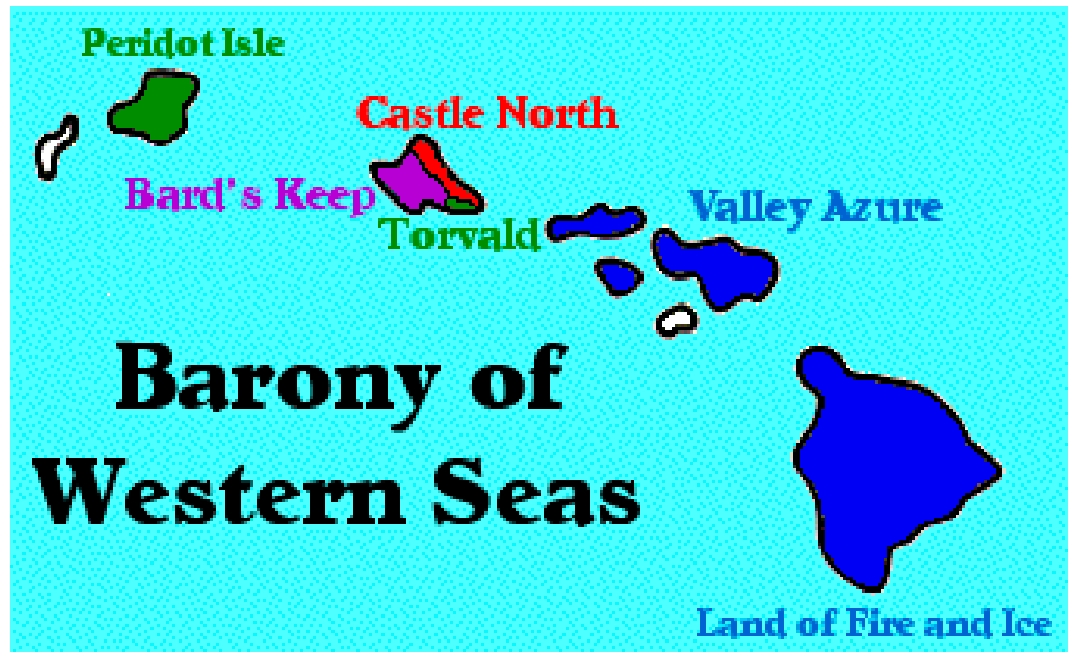 Peridot Isle
Castle North
Bard's Keep
Valley Azure
Torvald
Barony of
Western Seas
Land of Fire and Ice